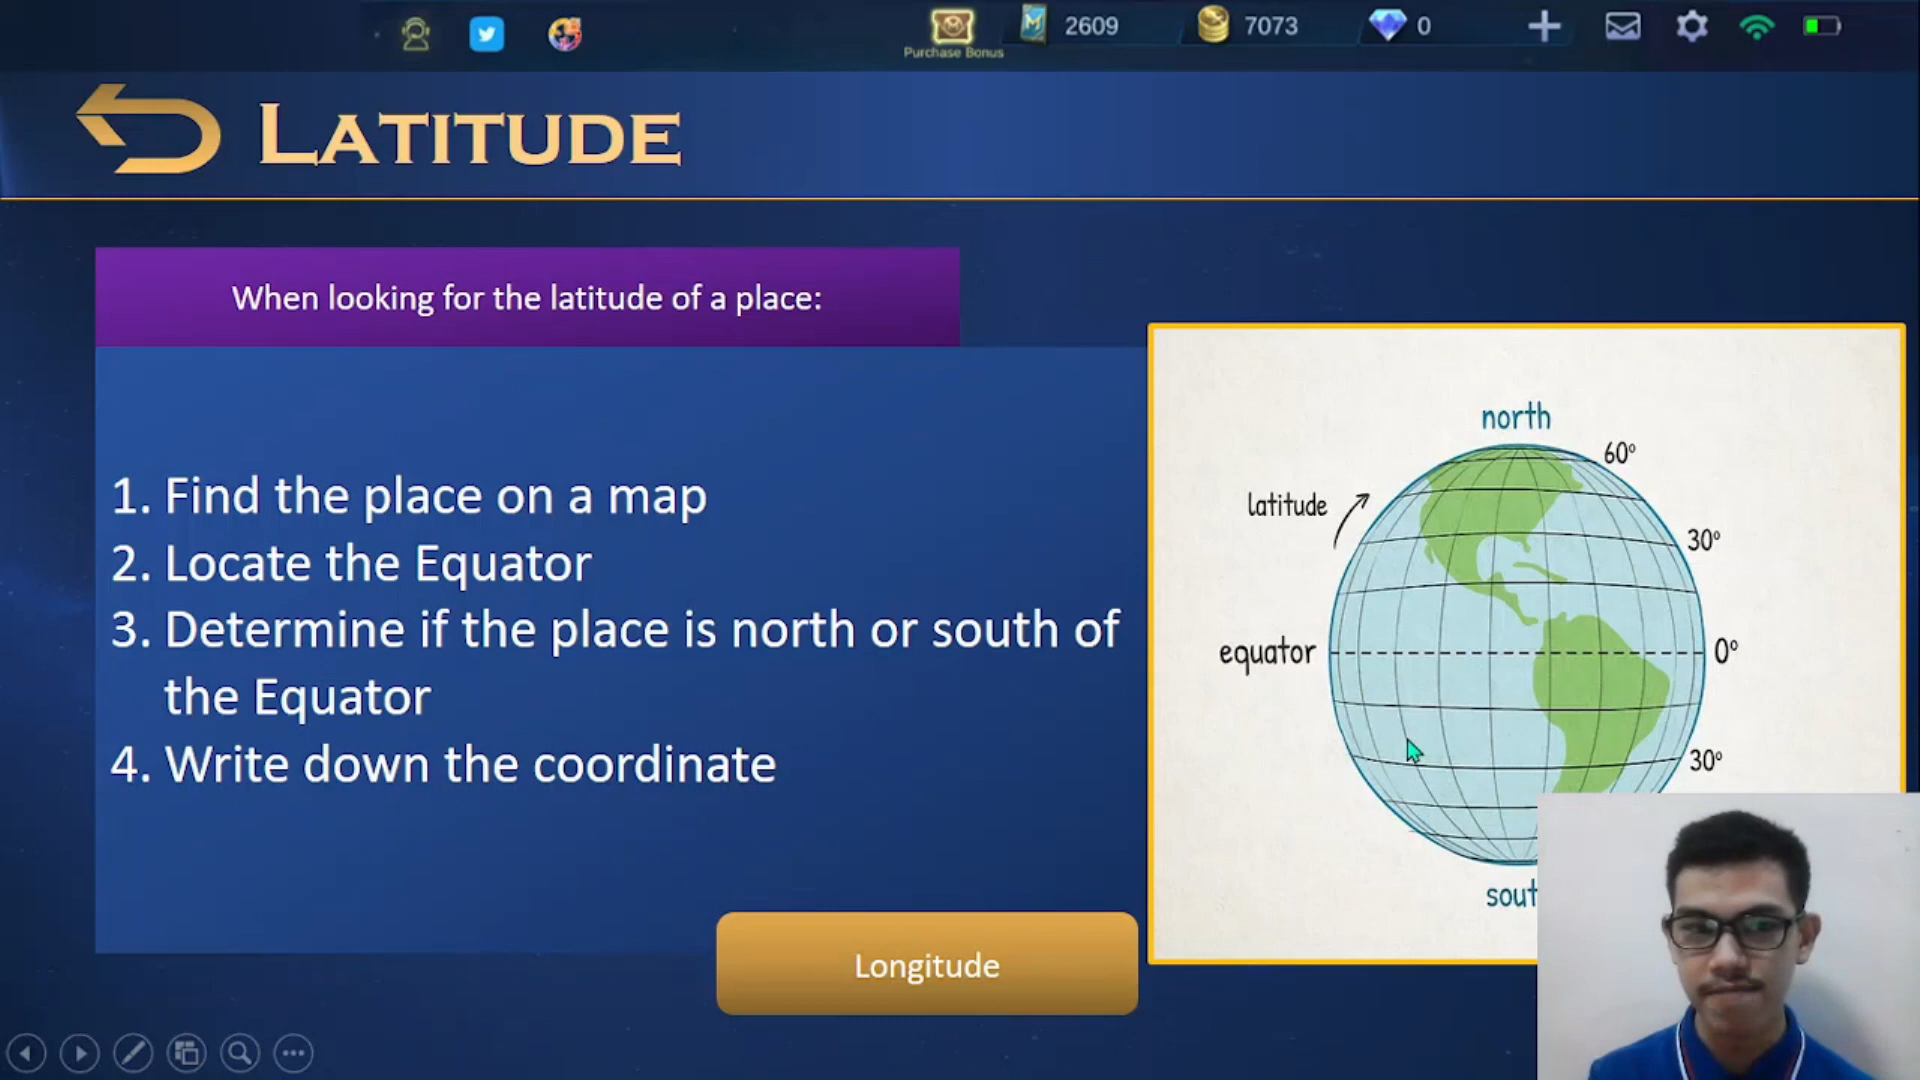 2609
7073
0
Purchase Bonus
LATITUDE
When looking for the latitude of a place:
1. Find the place on a map
2. Locate the Equator
3. Determine if the place is north or south of
the Equator
4. Write down the coordinate
north
60°
latitude
30°
equator
0°
30°
sout
Longitude